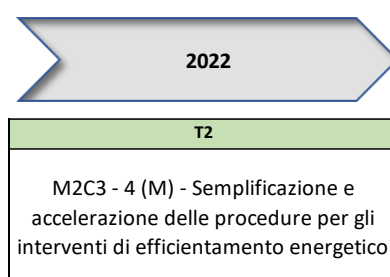 2022
T2
M2C3 - 4 (M) - Semplificazione e
accelerazione delle procedure per gli
interventi di efficientamento energetico